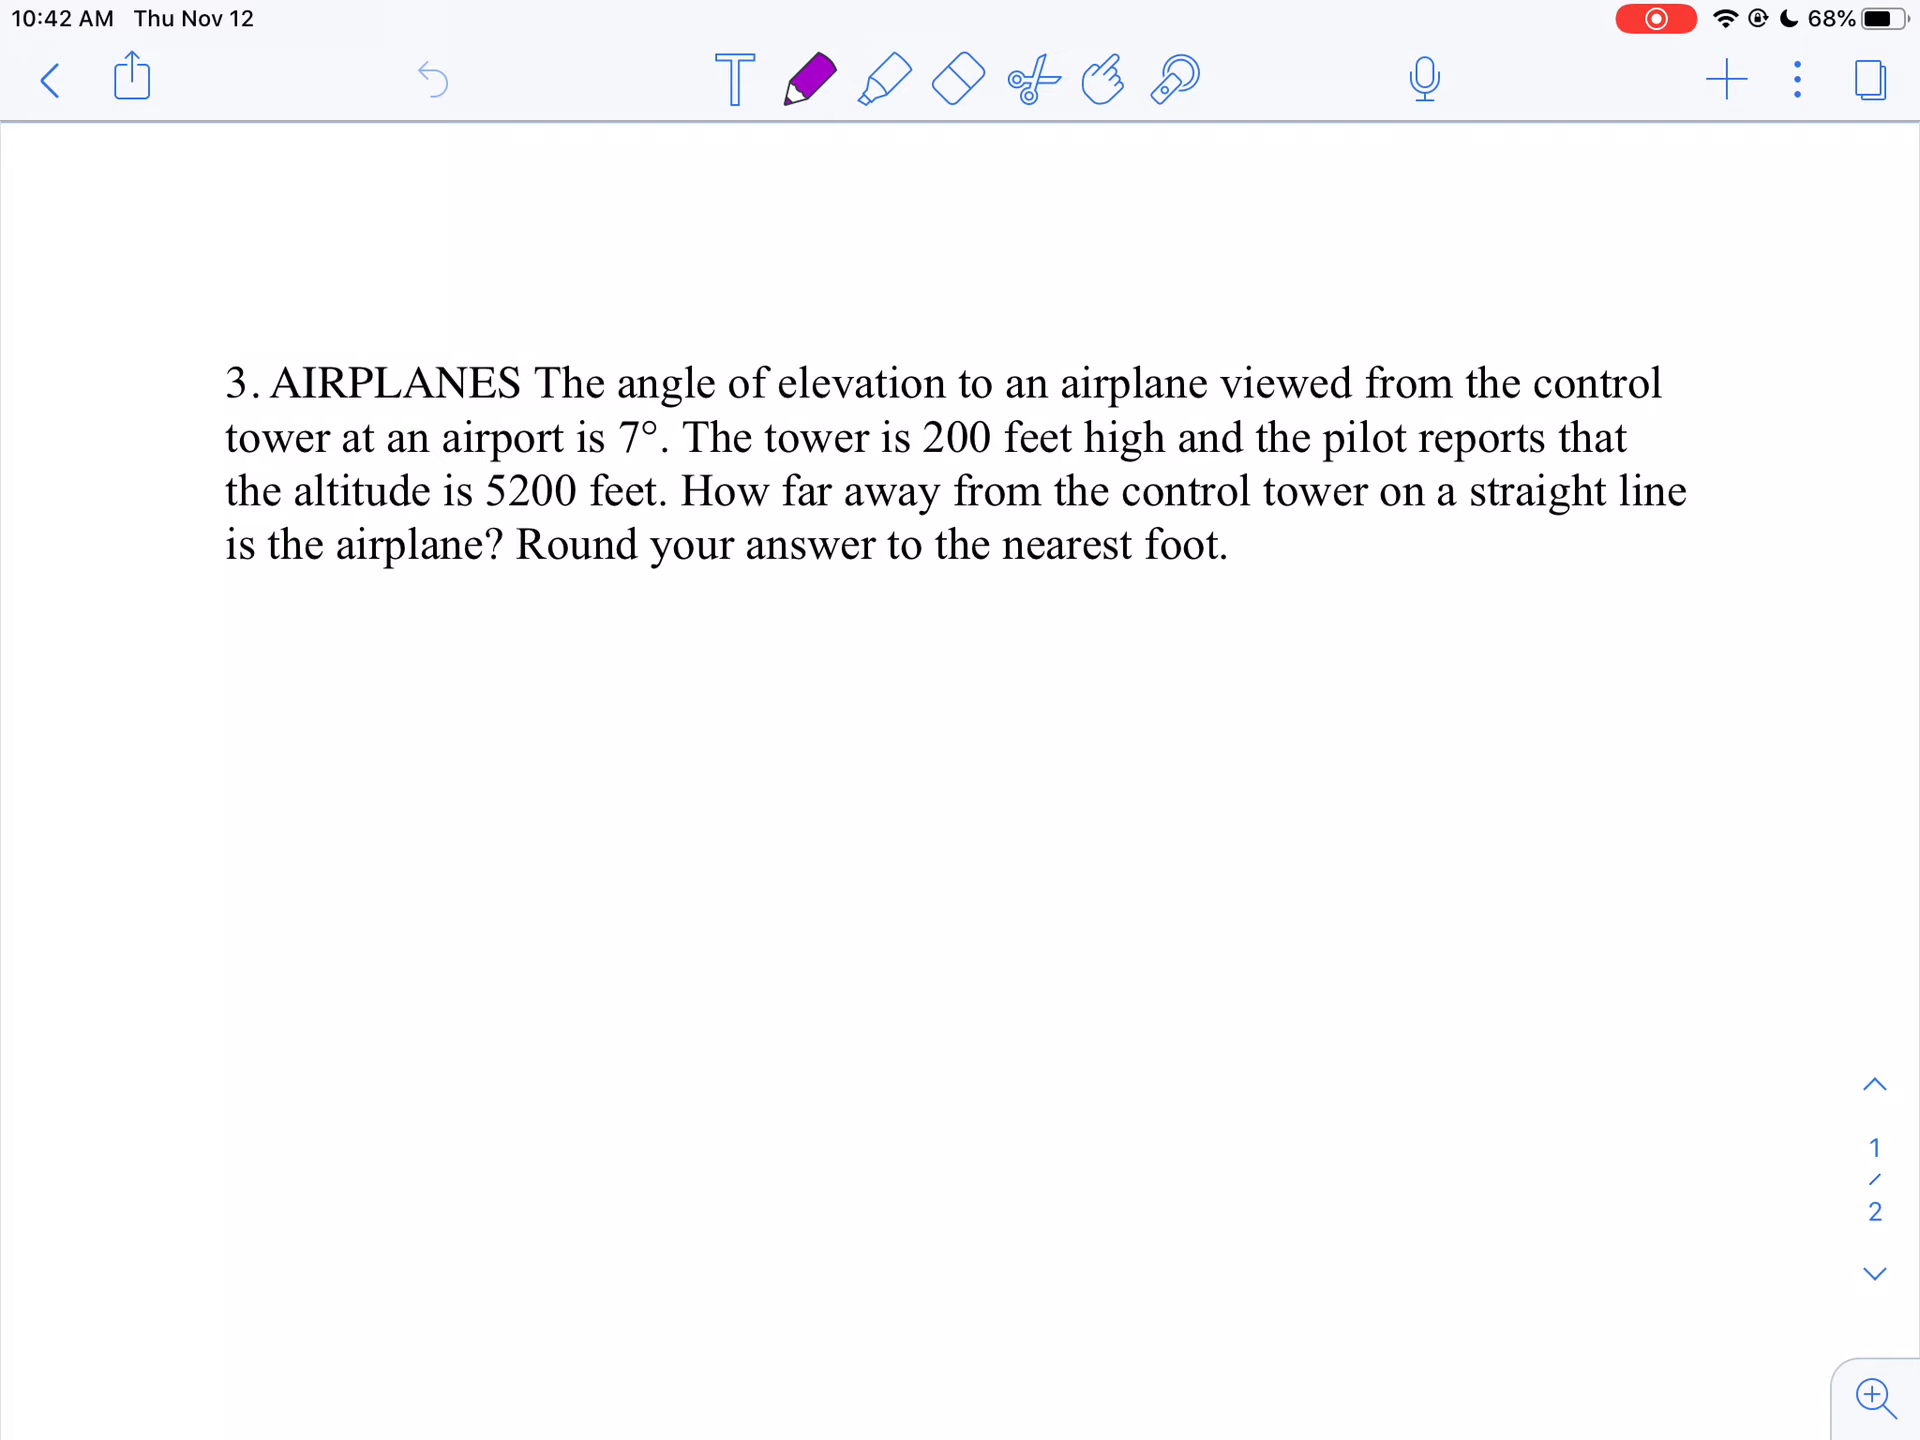 10:42 AM Thu Nov 12
68%
T
3. AIRPLANES The angle of elevation to an airplane viewed from the control
tower at an airport is 7°. The tower is 200 feet high and the pilot reports that
the altitude is 5200 feet. How far away from the control tower on a straight line
is the airplane? Round your answer to the nearest foot.
1
/
2